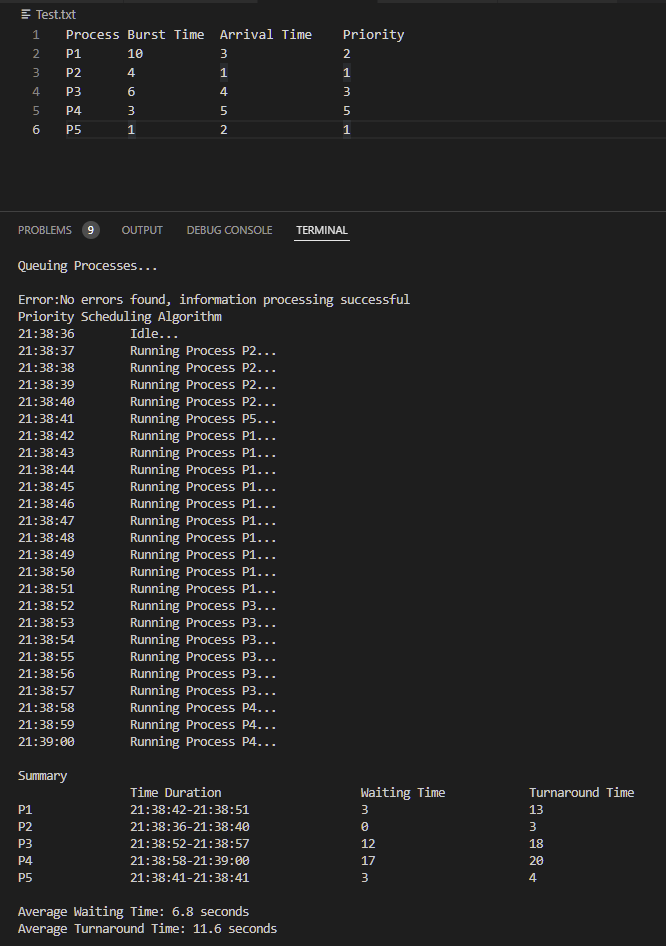 Test.txt
1 Process Burst Time Arrival Time Priority
2 P1 10 3 2
3 P2 4 1 1
4 P3 6 4 3
5 P4 3 5 5
6 P5 1 2 1
PROBLEMS 9 OUTPUT DEBUG CONSOLE TERMINAL
Queuing Processes...
Error:No errors found, information processing successful
Priority Scheduling Algorithm
21:38:36 Idle...
21:38:37 Running Process P2...
21:38:38 Running Process P2...
21:38:39 Running Process P2...
21:38:40 Running Process P2...
21:38:41 Running Process P5...
21:38:42 Running Process P1...
21:38:43 Running Process P1...
21:38:44 Running Process P1...
21:38:45 Running Process P1...
21:38:46 Running Process P1...
21:38:47 Running Process P1...
21:38:48 Running Process P1...
21:38:49 Running Process P1...
21:38:50 Running Process P1...
21:38:51 Running Process P1...
21:38:52 Running Process P3...
21:38:53 Running Process P3...
21:38:54 Running Process P3...
21:38:55 Running Process P3...
21:38:56 Running Process P3...
21:38:57 Running Process P3...
21:38:58 Running Process P4...
21:38:59 Running Process P4...
21:39:00 Running Process P4...
Summary
Time Duration Waiting Time Turnaround Time
P1 21:38:42-21:38:51 3 13
P2 21:38:36-21:38:40 0 3
P3 21:38:52-21:38:57 12 18
P4 21:38:58-21:39:00 17 20
P5 21:38:41-21:38:41 3 4
Average Waiting Time: 6.8 seconds
Average Turnaround Time: 11.6 seconds